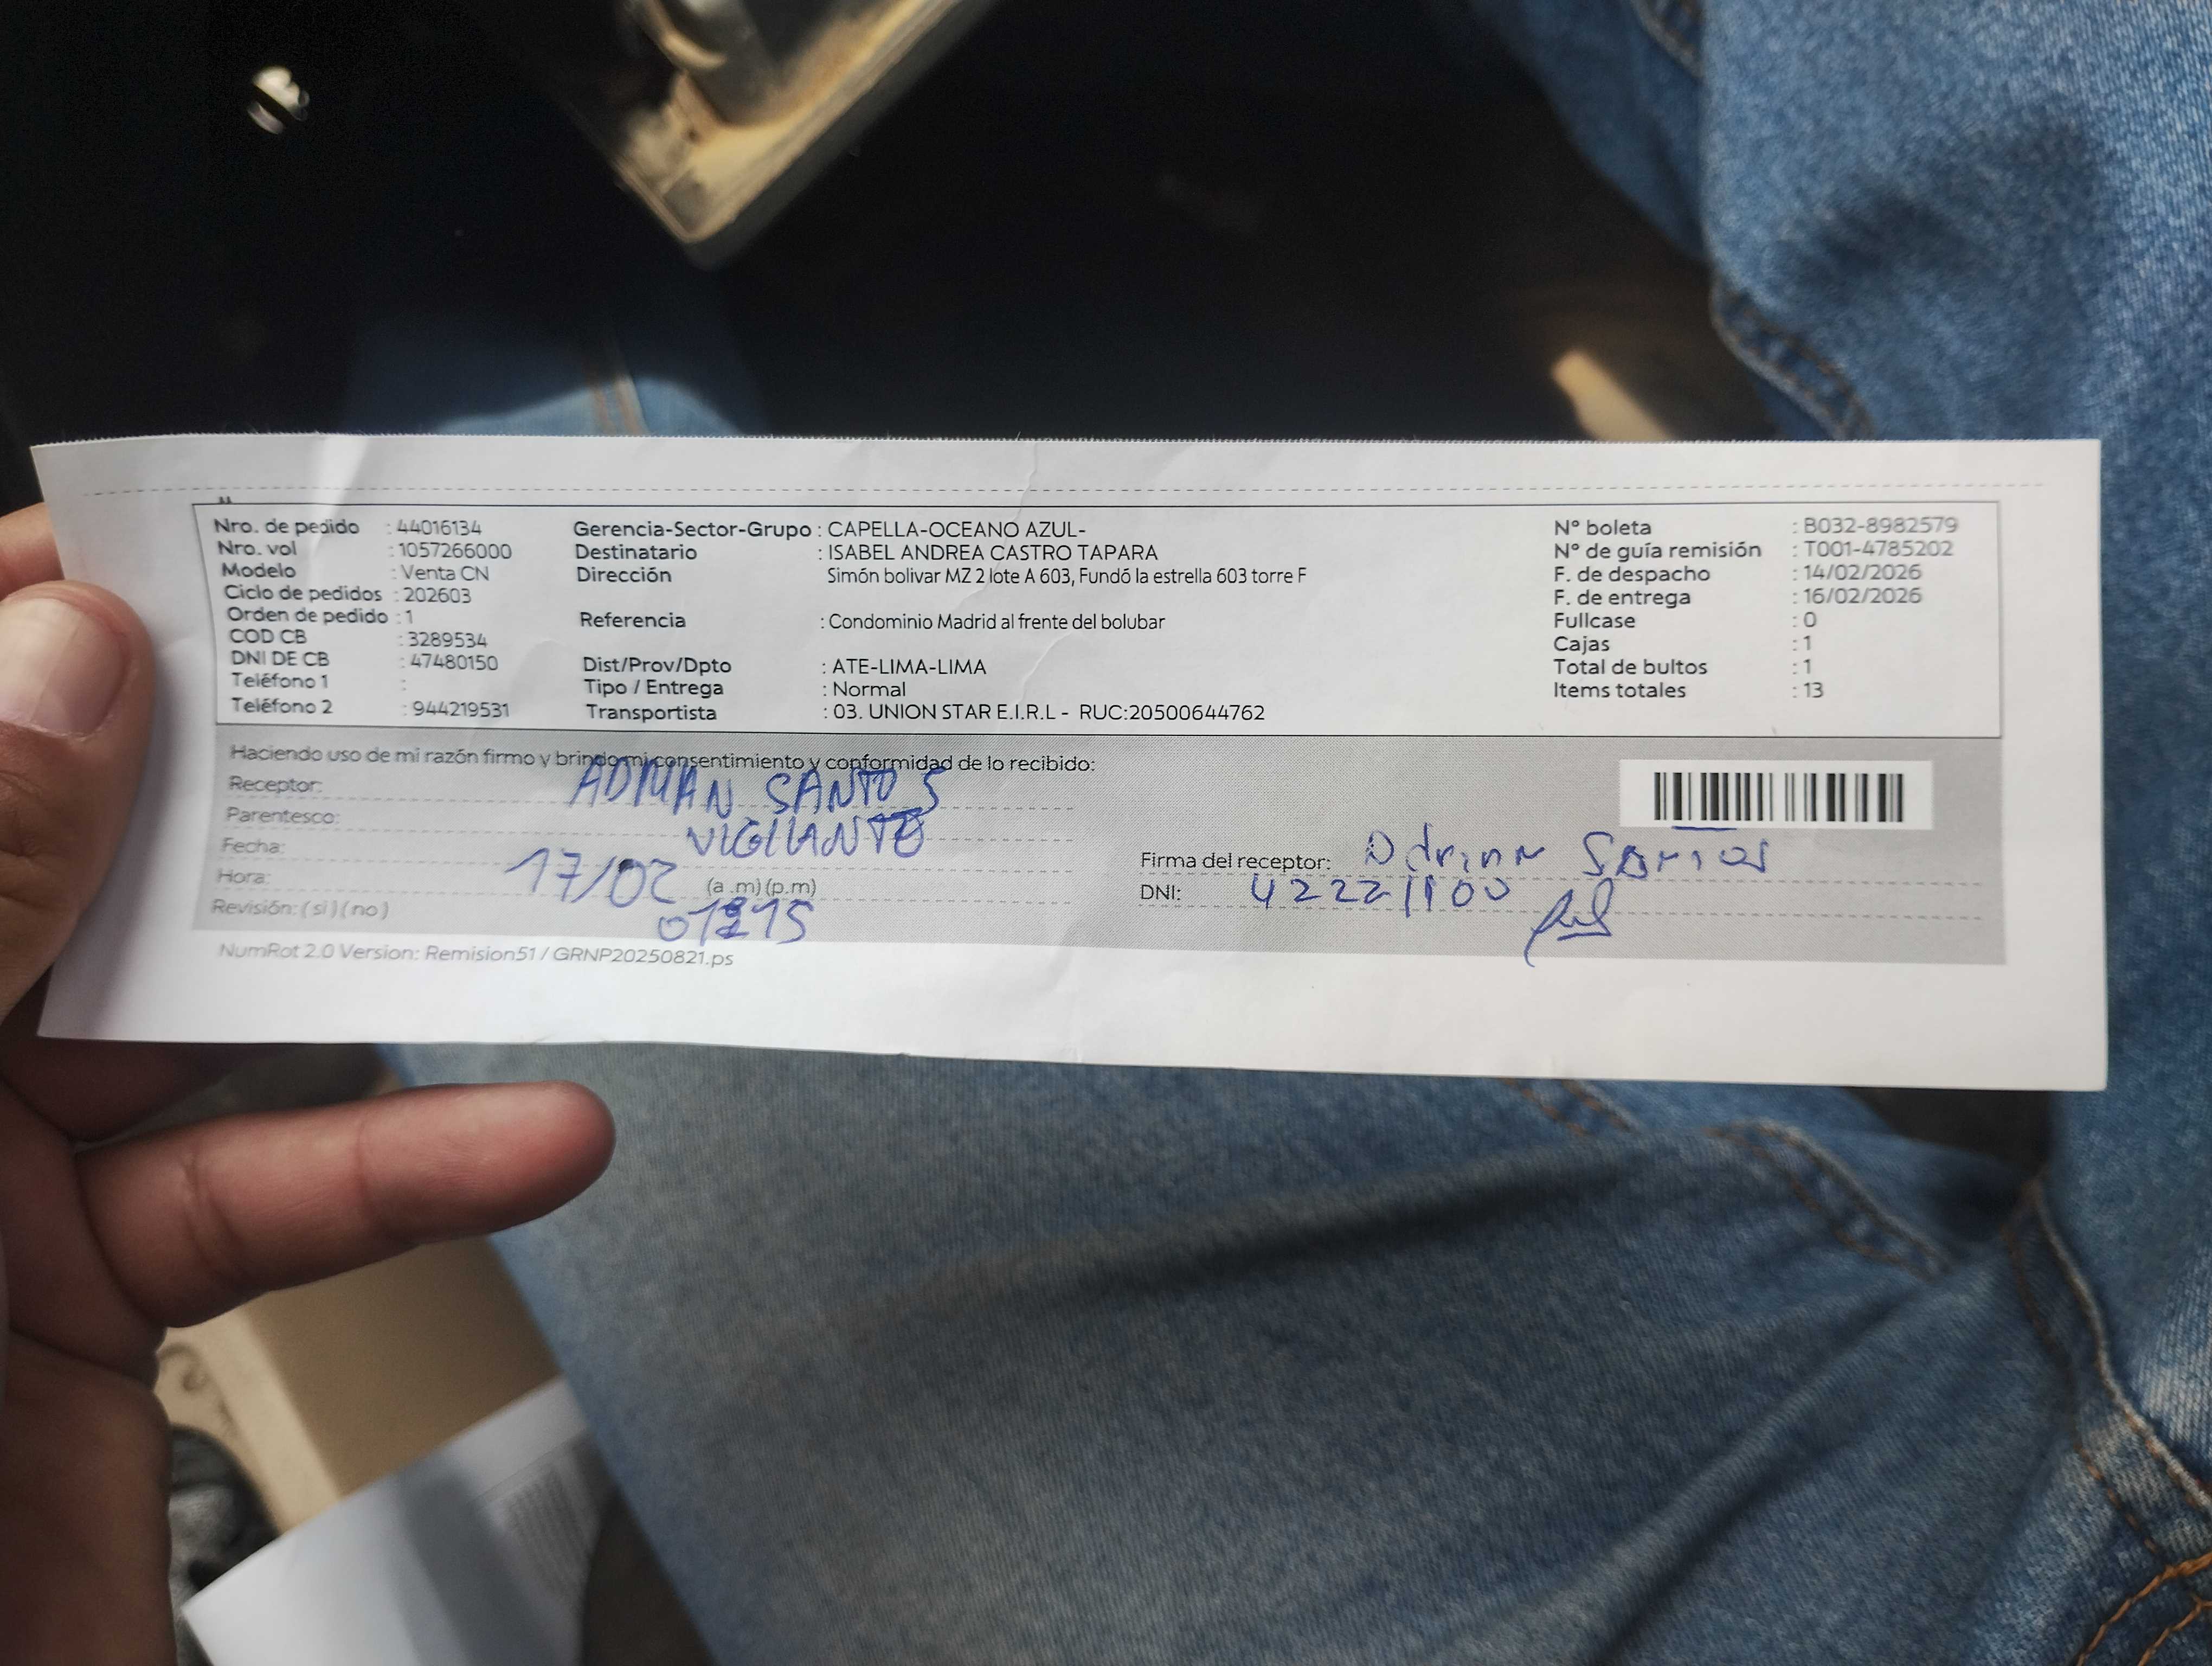 Nro. de pedido : 44016134
Nro. vol : 1057266000
Modelo : Venta CN
Ciclo de pedidos : 202603
Orden de pedido : 1
COD CB : 3289534
DNI DE CB : 47480150
Teléfono 1 :
Teléfono 2 : 944219531
Gerencia-Sector-Grupo : CAPELLA-OCEANO AZUL-
Destinatario : ISABEL ANDREA CASTRO TAPARA
Dirección Simón bolivar MZ 2 lote A 603, Fundó la estrella 603 torre F
Referencia : Condominio Madrid al frente del bolubar
Dist/Prov/Dpto : ATE-LIMA-LIMA
Tipo / Entrega : Normal
Transportista : 03. UNION STAR E.I.R.L - RUC:20500644762
N° boleta : B032-8982579
N° de guía remisión : T001-4785202
F. de despacho : 14/02/2026
F. de entrega : 16/02/2026
Fullcase : 0
Cajas : 1
Total de bultos : 1
Items totales : 13
Haciendo uso de mi razón firmo y brindo mi consentimiento y conformidad de lo recibido:
Receptor: ADRIAN SANTOS
Parentesco: VIGILANTE
Fecha: 17/02
Hora: (a .m) (p.m)
Revisión: ( si ) ( no )
Firma del receptor: Adrian Santos
DNI: 42221100
NumRot 2.0 Version: Remision51 / GRNP20250821.ps